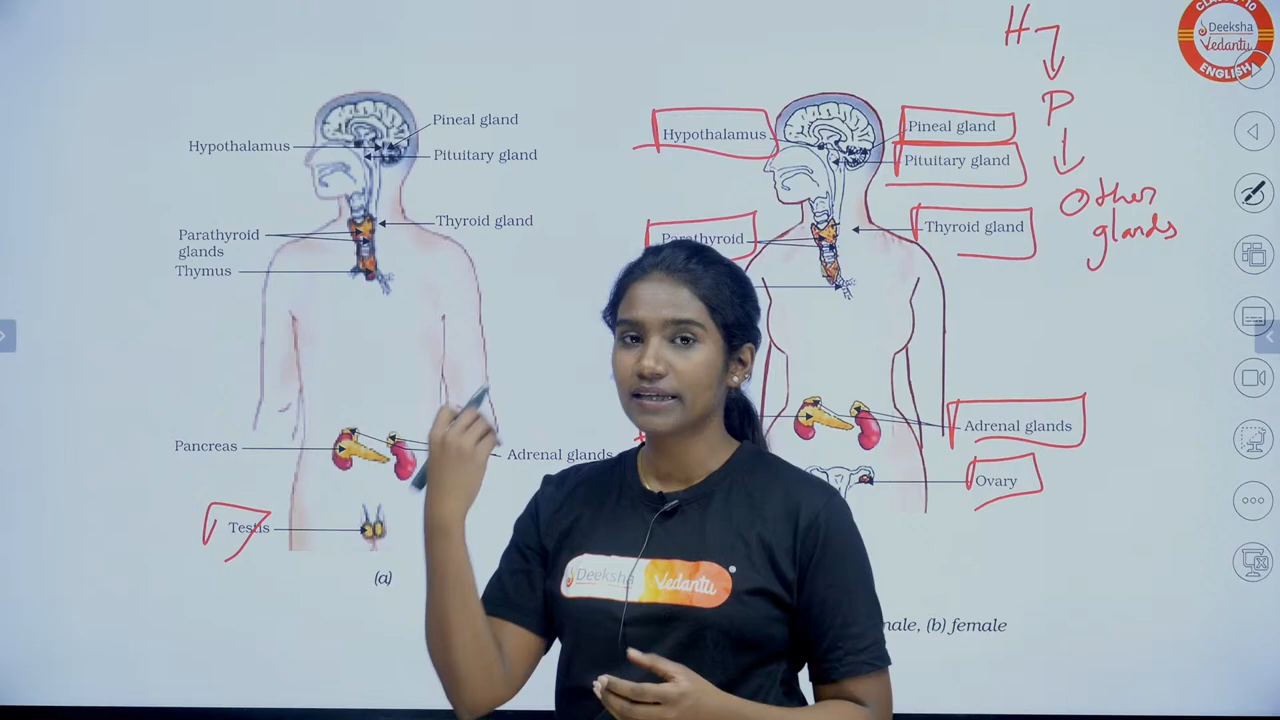 CLASS 6-10
Deeksha
Vedantu
ENGLISH
H
P
Other
glands
Pineal gland
Hypothalamus
Pituitary gland
Thyroid gland
Parathyroid
glands
Thymus
Pancreas
Adrenal glands
Testis
(a)
Hypothalamus
Pineal gland
Pituitary gland
Thyroid gland
Parathyroid
Adrenal glands
Ovary
male, (b) female
Deeksha Vedantu